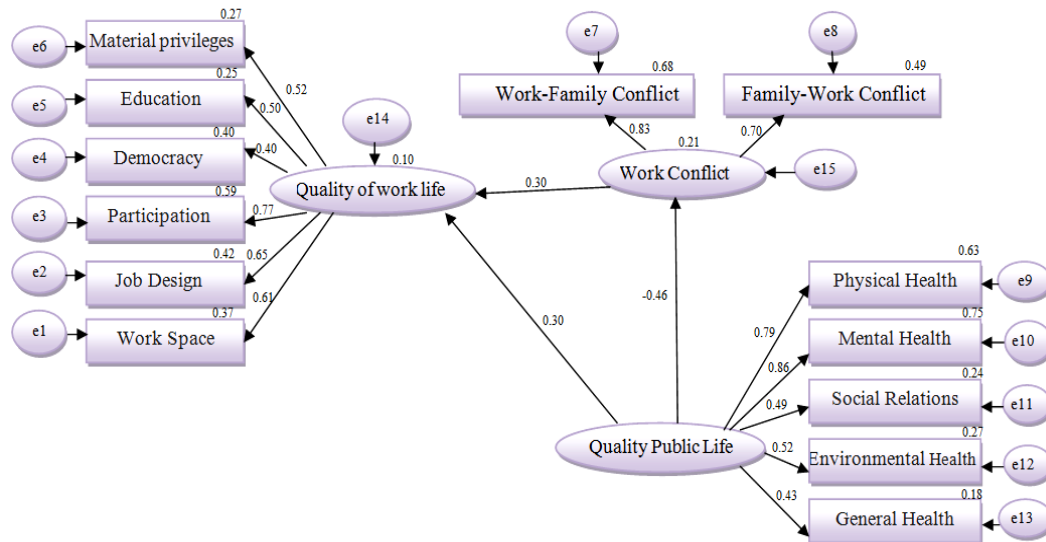 0.27
e6
Material privileges
0.25
e5
Education
0.52
0.50
0.40
e4
Democracy
0.40
0.59
e3
Participation
0.77
0.42
e2
Job Design
0.65
0.37
e1
Work Space
0.61
e14
0.10
Quality of work life
e7
0.68
Work-Family Conflict
e8
0.49
Family-Work Conflict
0.83
0.70
0.21
Work Conflict
e15
0.30
-0.46
0.30
Quality Public Life
0.63
Physical Health
e9
0.79
0.75
Mental Health
e10
0.86
0.24
Social Relations
e11
0.49
0.27
Environmental Health
e12
0.52
0.18
General Health
e13
0.43